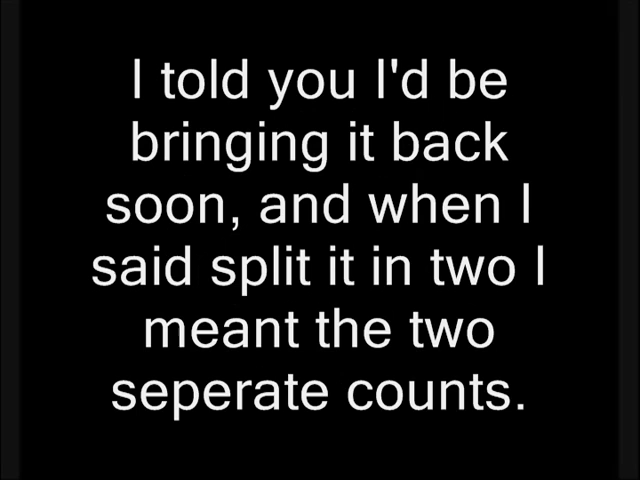 I told you I'd be
bringing it back
soon, and when I
said split it in two I
meant the two
seperate counts.